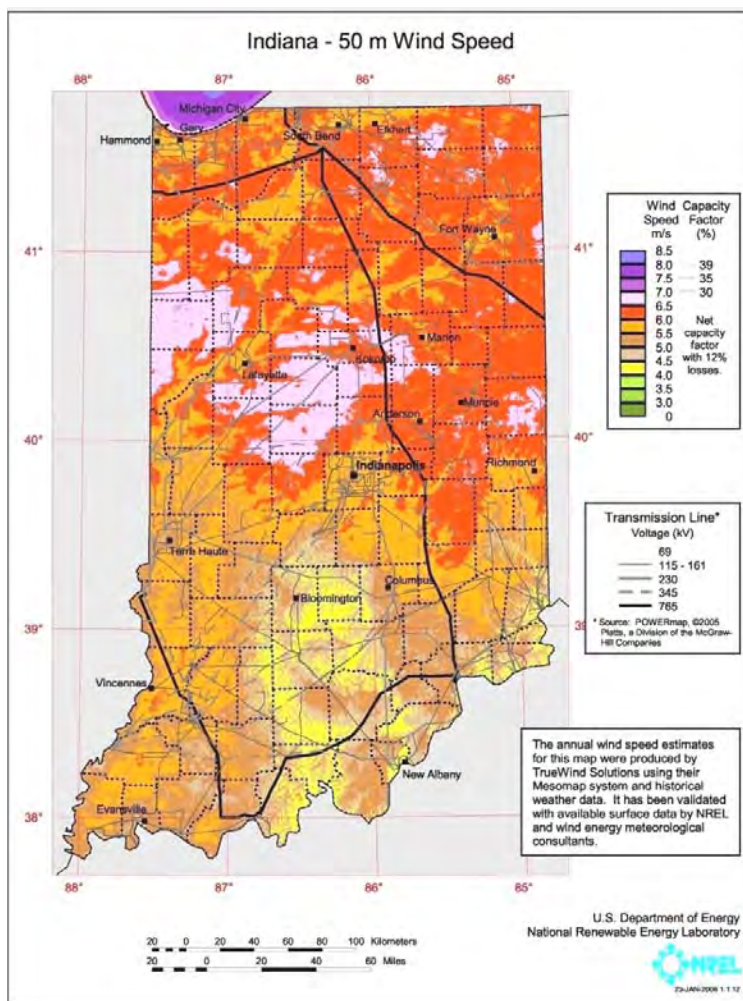 Indiana - 50 m Wind Speed
88° 87° 86° 85°
Michigan City
Gary
Hammond
South Bend
Elkhart
Fort Wayne
41° 41°
Marion
Kokomo
Lafayette
Muncie
Anderson
40° 40°
Richmond
Indianapolis
Terre Haute
Columbus
Bloomington
39° 39
Vincennes
New Albany
Evansville
38°
88° 87° 86° 85°
Wind Capacity
Speed Factor
m/s (%)
8.5
8.0 39
7.5 35
7.0 30
6.5
6.0 Net
5.5 capacity
5.0 factor
4.5 with 12%
4.0 losses.
3.5
3.0
0
Transmission Line*
Voltage (kV)
69
115 - 161
230
345
765
* Source: POWERmap, ©2005
Platts, a Division of the McGraw-
Hill Companies
The annual wind speed estimates
for this map were produced by
TrueWind Solutions using their
Mesomap system and historical
weather data. It has been validated
with available surface data by NREL
and wind energy meteorological
consultants.
20 0 20 40 60 80 100 Kilometers
20 0 20 40 60 Miles
U.S. Department of Energy
National Renewable Energy Laboratory
NREL